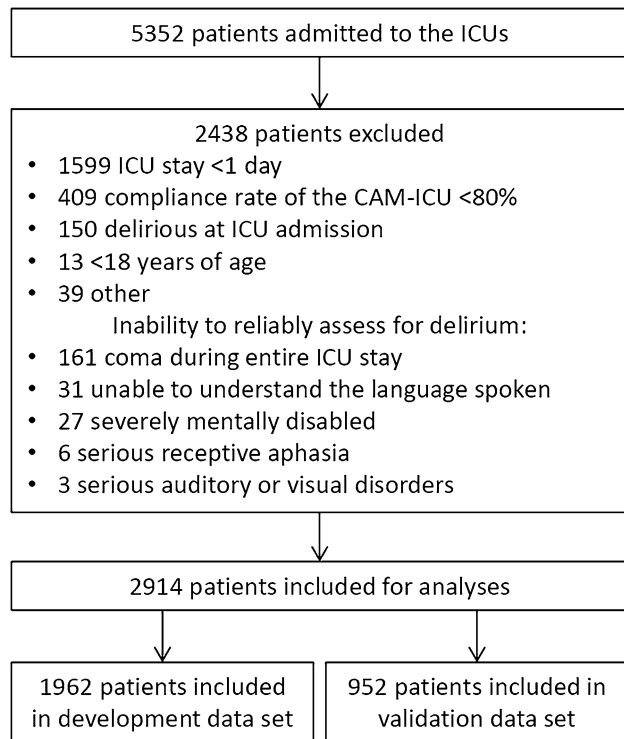 5352 patients admitted to the ICUs
2438 patients excluded
• 1599 ICU stay <1 day
• 409 compliance rate of the CAM-ICU <80%
• 150 delirious at ICU admission
• 13 <18 years of age
• 39 other
Inability to reliably assess for delirium:
• 161 coma during entire ICU stay
• 31 unable to understand the language spoken
• 27 severely mentally disabled
• 6 serious receptive aphasia
• 3 serious auditory or visual disorders
2914 patients included for analyses
1962 patients included
in development data set
952 patients included in
validation data set